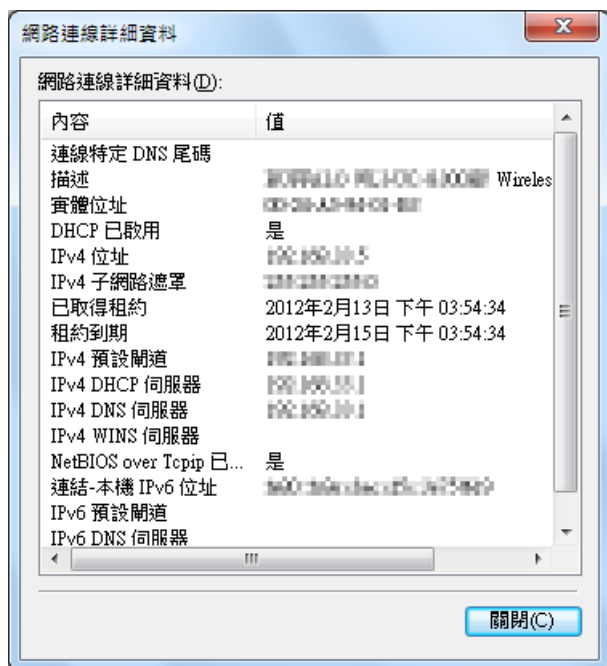 網路連線詳細資料
網路連線詳細資料(D):
內容 值
連線特定 DNS 尾碼
描述 Wireles
實體位址
DHCP 已啟用 是
IPv4 位址
IPv4 子網路遮罩
已取得租約 2012年2月13日 下午 03:54:34
租約到期 2012年2月15日 下午 03:54:34
IPv4 預設閘道
IPv4 DHCP 伺服器
IPv4 DNS 伺服器
IPv4 WINS 伺服器
NetBIOS over Tcpip 已... 是
連結-本機 IPv6 位址
IPv6 預設閘道
IPv6 DNS 伺服器
關閉(C)